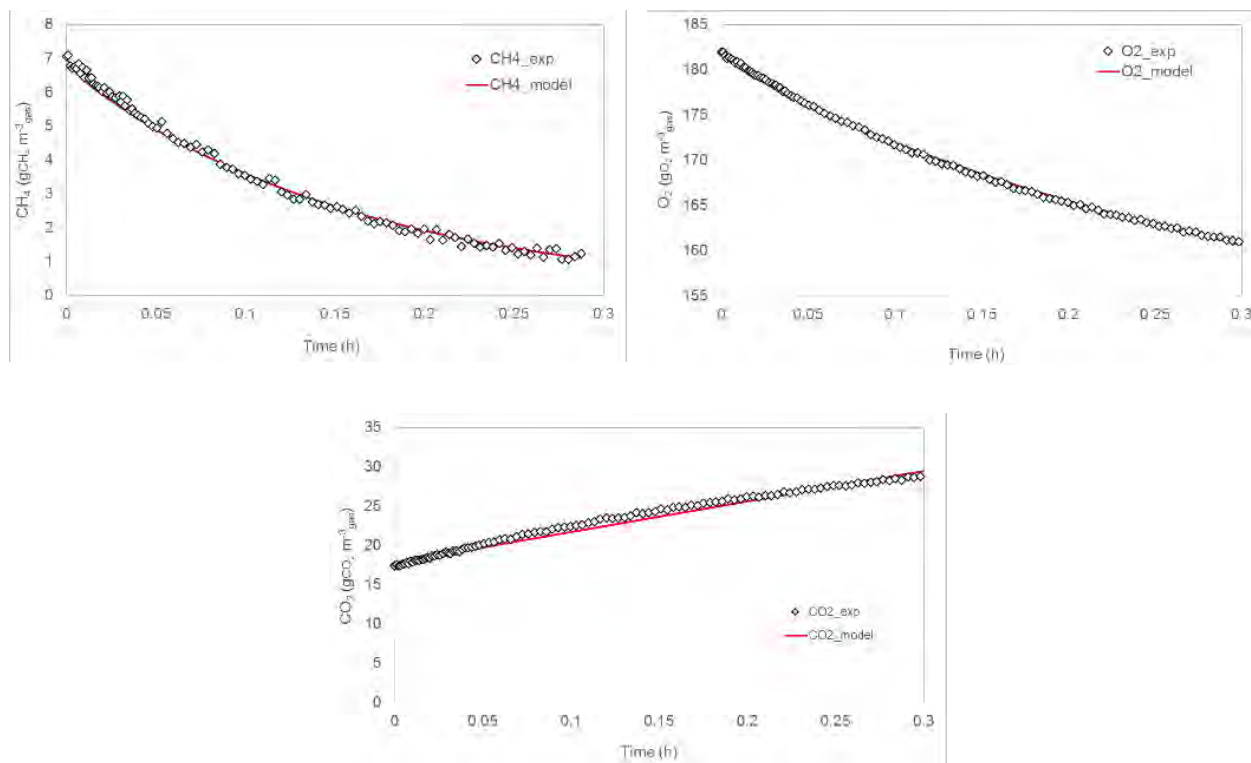 8
7
6
5
4
3
2
1
0
CH₄ (gCH₄ m⁻³gas)
0 0.05 0.1 0.15 0.2 0.25 0.3
Time (h)
CH4_exp
CH4_model
185
180
175
170
165
160
155
O₂ (gO₂ m⁻³gas)
0 0.05 0.1 0.15 0.2 0.25 0.3
Time (h)
O2_exp
O2_model
35
30
25
20
15
10
5
0
CO₂ (gCO₂ m⁻³gas)
0 0.05 0.1 0.15 0.2 0.25 0.3
Time (h)
CO2_exp
CO2_model